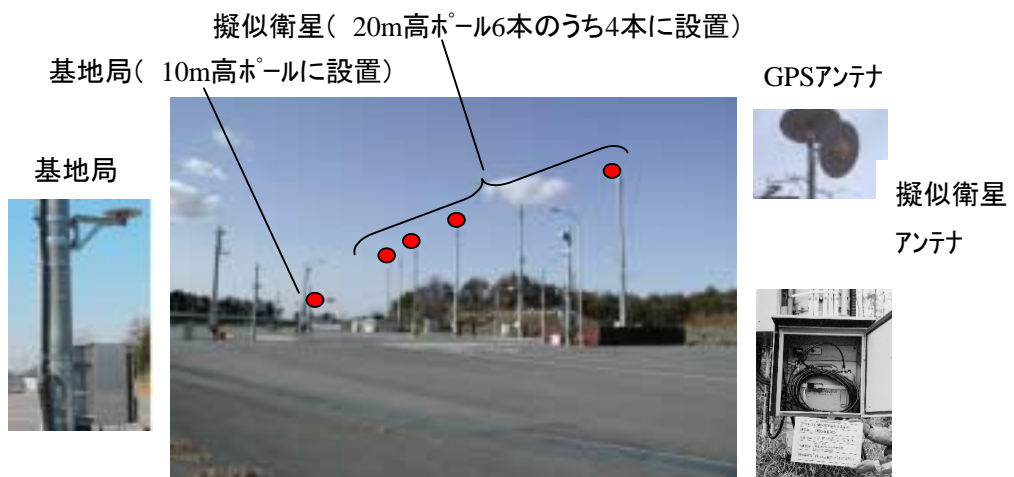 擬似衛星( 20m高ﾎﾟｰﾙ6本のうち4本に設置)
基地局( 10m高ﾎﾟｰﾙに設置)
GPSアンテナ
基地局
擬似衛星
アンテナ